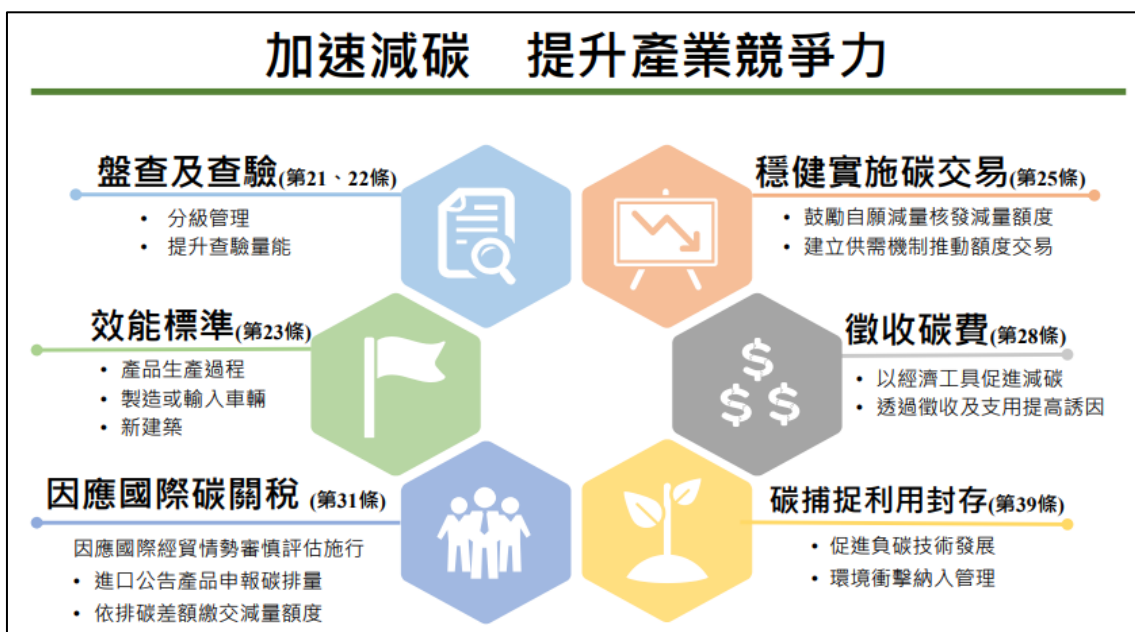 加速減碳　提升產業競爭力
盤查及查驗(第21、22條)
• 分級管理
• 提升查驗量能
穩健實施碳交易(第25條)
• 鼓勵自願減量核發減量額度
• 建立供需機制推動額度交易
效能標準(第23條)
• 產品生產過程
• 製造或輸入車輛
• 新建築
徵收碳費(第28條)
• 以經濟工具促進減碳
• 透過徵收及支用提高誘因
因應國際碳關稅 (第31條)
因應國際經貿情勢審慎評估施行
• 進口公告產品申報碳排量
• 依排碳差額繳交減量額度
碳捕捉利用封存(第39條)
• 促進負碳技術發展
• 環境衝擊納入管理
$
$ $